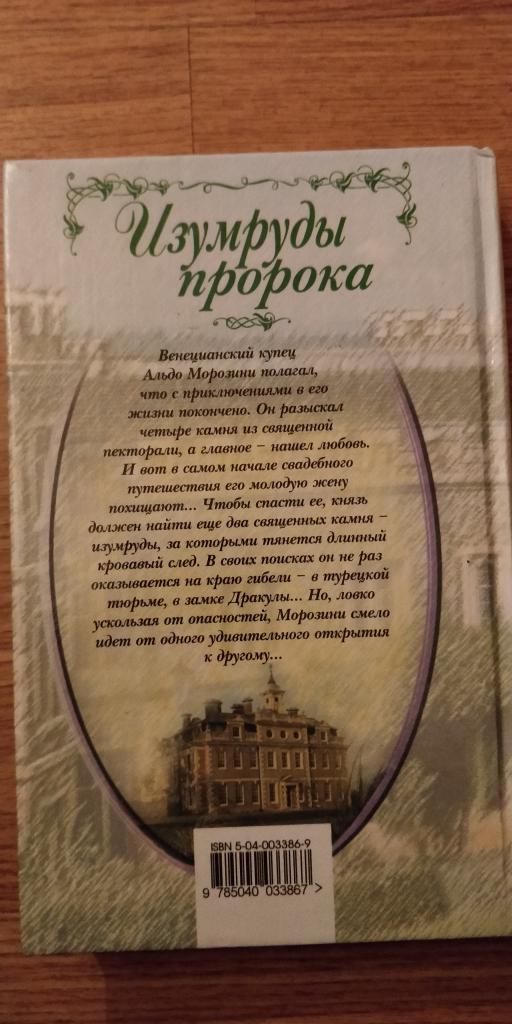 Изумруды
пророка
Венецианский купец
Альдо Морозини полагал,
что с приключениями в его
жизни покончено. Он разыскал
четыре камня из священной
пекторали, а главное – нашел любовь.
И вот в самом начале свадебного
путешествия его молодую жену
похищают... Чтобы спасти ее, князь
должен найти еще два священных камня –
изумруды, за которыми тянется длинный
кровавый след. В своих поисках он не раз
оказывается на краю гибели – в турецкой
тюрьме, в замке Дракулы... Но, ловко
ускользая от опасностей, Морозини смело
идет от одного удивительного открытия
к другому...
ISBN 5-04-003386-9
9 785040 033867 >